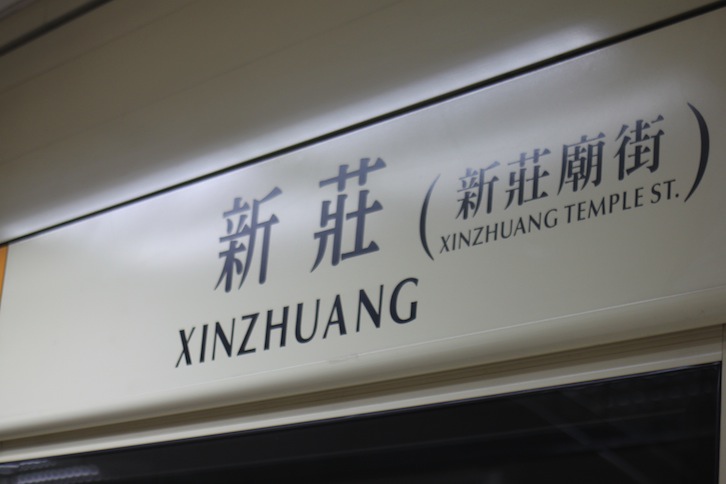 新莊
XINZHUANG
(新莊廟街
XINZHUANG TEMPLE ST.)